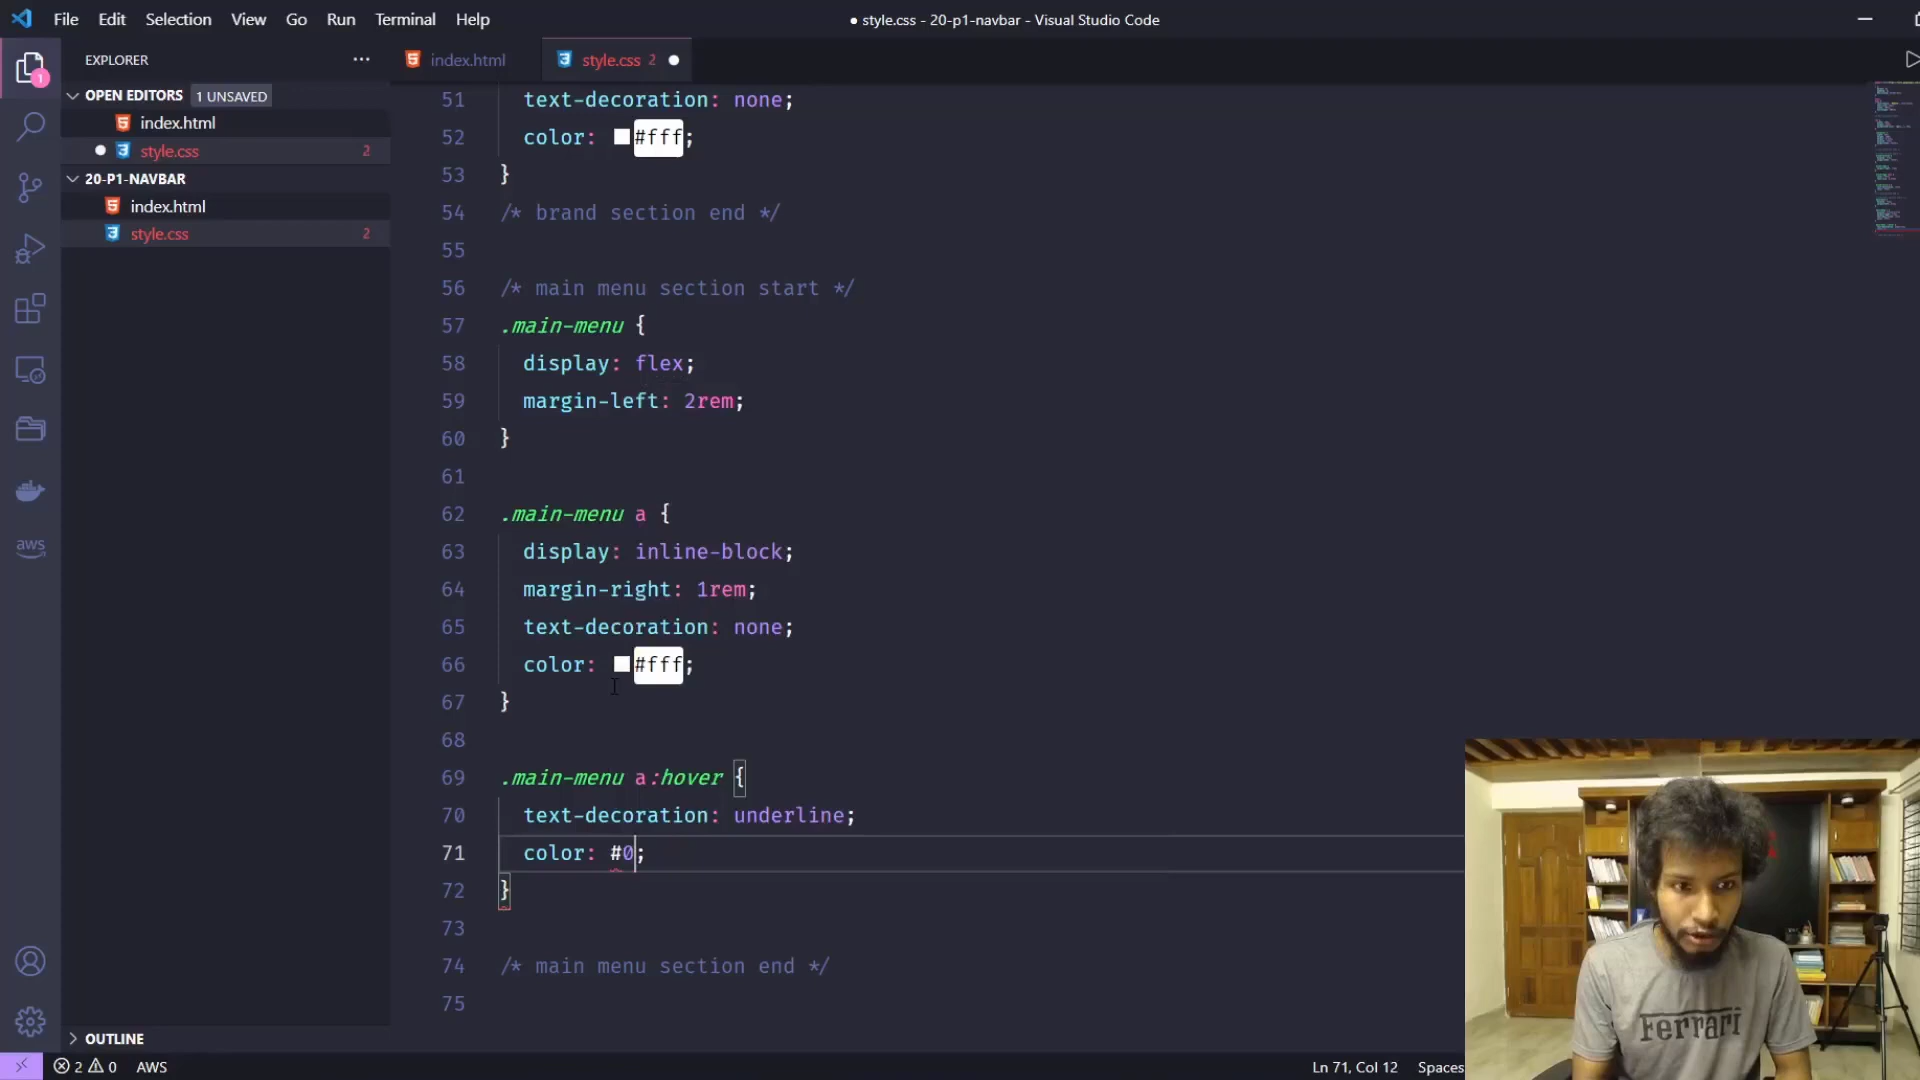 File Edit Selection View Go Run Terminal Help
● style.css - 20-p1-navbar - Visual Studio Code
EXPLORER
index.html
style.css 2
OPEN EDITORS 1 UNSAVED
index.html
style.css 2
20-P1-NAVBAR
index.html
style.css 2
1
aws
51 text-decoration: none;
52 color: #fff;
53 }
54 /* brand section end */
55
56 /* main menu section start */
57 .main-menu {
58 display: flex;
59 margin-left: 2rem;
60 }
61
62 .main-menu a {
63 display: inline-block;
64 margin-right: 1rem;
65 text-decoration: none;
66 color: #fff;
67 }
68
69 .main-menu a:hover {
70 text-decoration: underline;
71 color: #0;
72 }
73
74 /* main menu section end */
75
Ferrari
OUTLINE
2 0 AWS
Ln 71, Col 12 Spaces